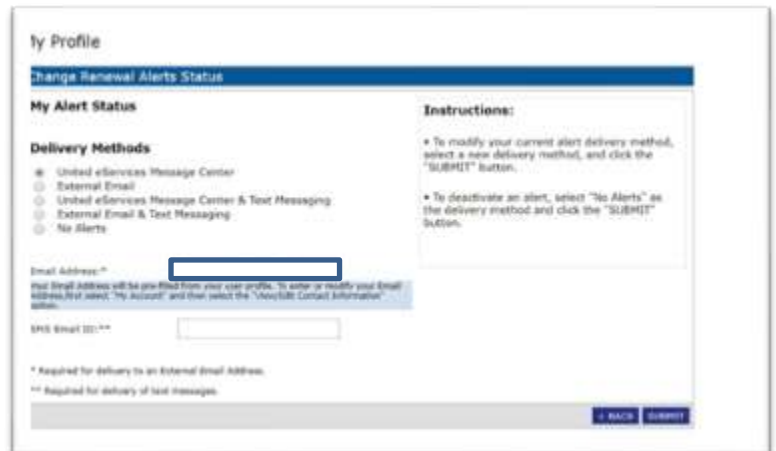 ly Profile
Change Renewal Alerts Status
My Alert Status
Delivery Methods
United eServices Message Center
External Email
United eServices Message Center & Text Messaging
External Email & Text Messaging
No Alerts
Email Address:*
Your Email Address will be pre-filled from your user profile. To enter or modify your Email
Address,first select "My Account" and then select the "View/Edit Contact Information"
option.
SMS Email ID:**
* Required for delivery to an External Email Address.
** Required for delivery of text messages.
Instructions:
• To modify your current alert delivery method,
select a new delivery method, and click the
"SUBMIT" button.
• To deactivate an alert, select "No Alerts" as
the delivery method and click the "SUBMIT"
button.
< BACK SUBMIT